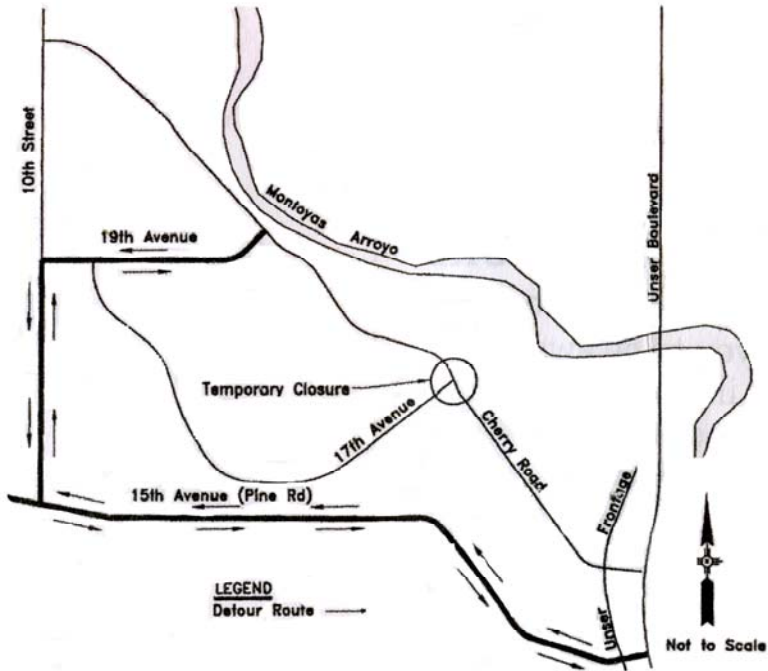 10th Street
19th Avenue
Montoyas Arroyo
Unser Boulevard
Temporary Closure
17th Avenue
Cherry Road
15th Avenue (Pine Rd)
Unser Frontage
LEGEND
Detour Route
Not to Scale